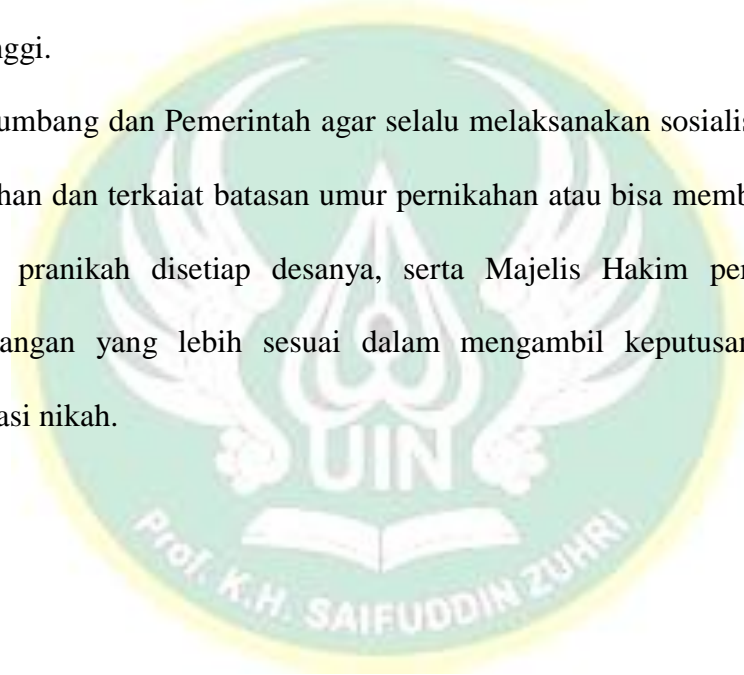 nggi.
umbang dan Pemerintah agar selalu melaksanakan sosialis
han dan terkaiat batasan umur pernikahan atau bisa memb
pranikah disetiap desanya, serta Majelis Hakim per
angan yang lebih sesuai dalam mengambil keputusan
asi nikah.
UIN
Prof. K.H. SAIFUDDIN ZUHRI